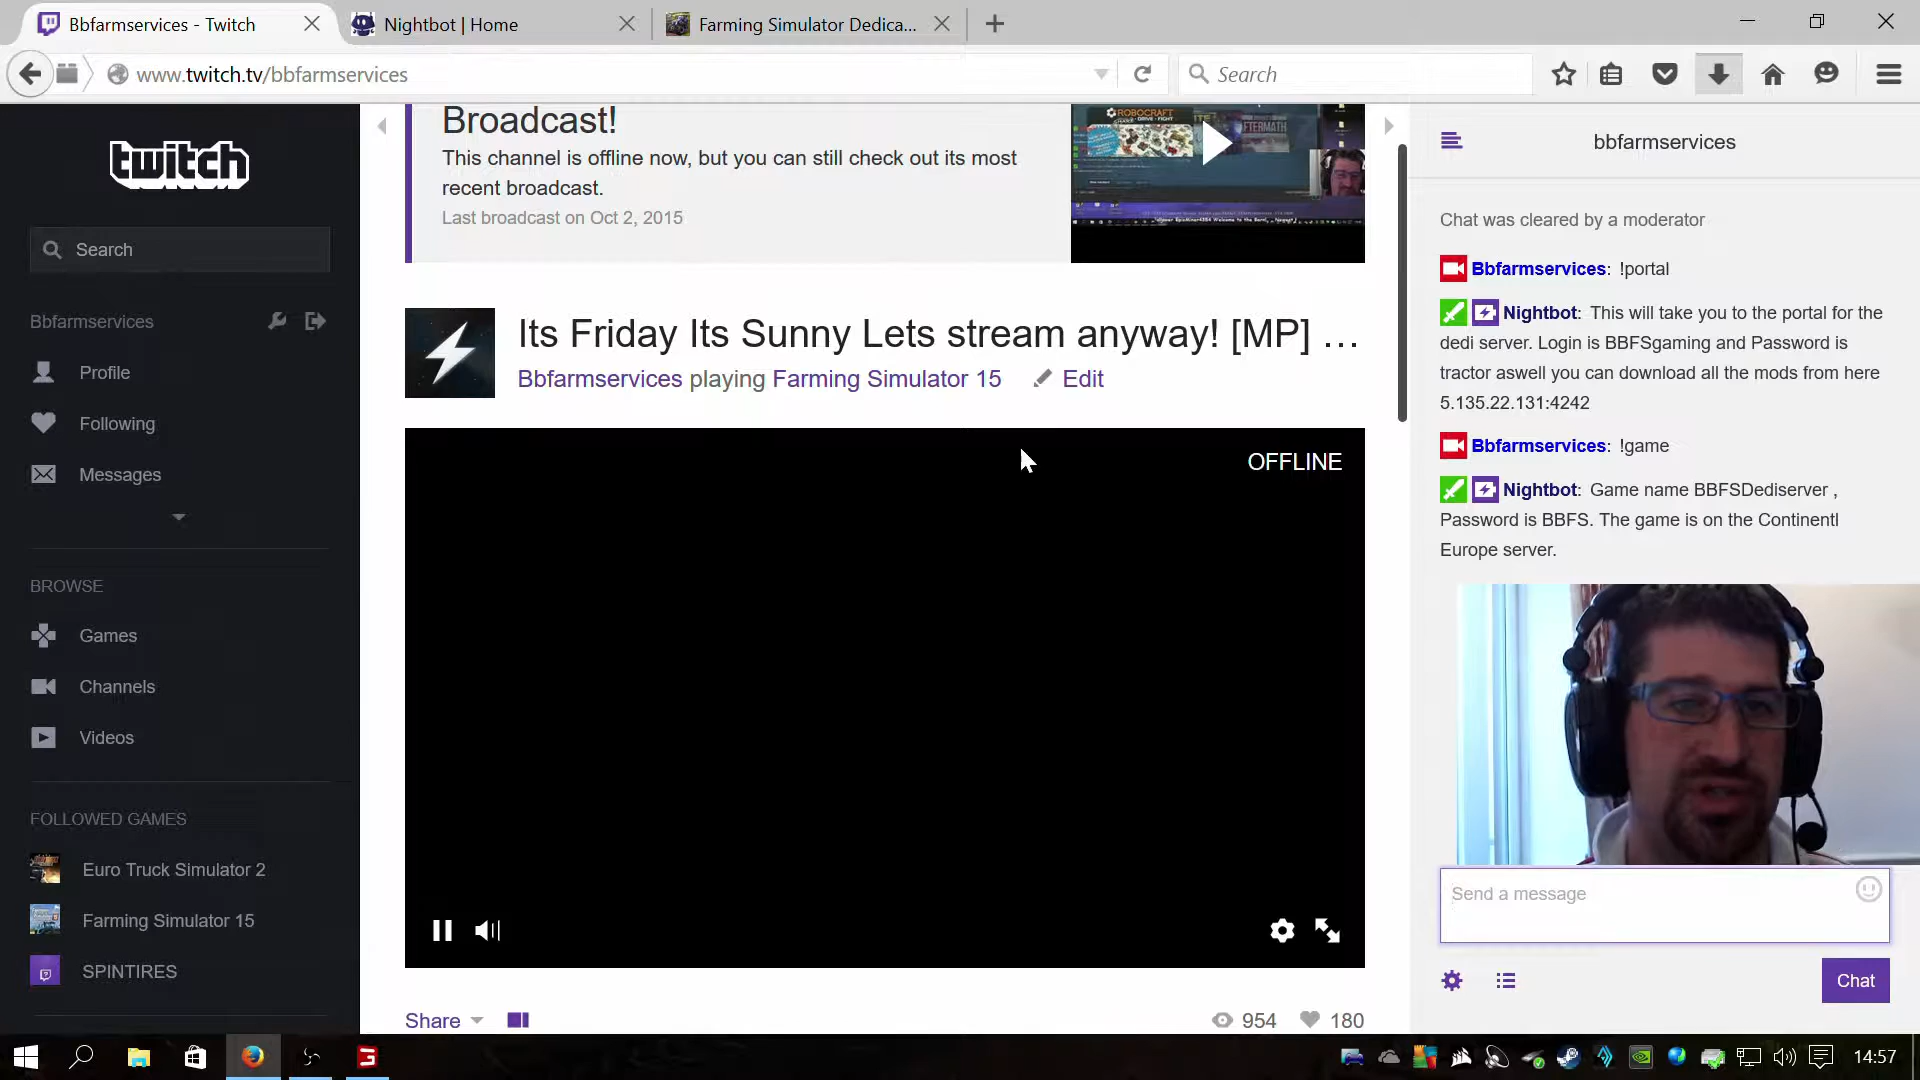 Bbfarmservices - Twitch
Nightbot | Home
Farming Simulator Dedica...
www.twitch.tv/bbfarmservices
Search
twitch
Search
Bbfarmservices
Profile
Following
Messages
BROWSE
Games
Channels
Videos
FOLLOWED GAMES
Euro Truck Simulator 2
Farming Simulator 15
SPINTIRES
Broadcast!
This channel is offline now, but you can still check out its most
recent broadcast.
Last broadcast on Oct 2, 2015
ROBOCRAFT
AFTERMATH
Its Friday Its Sunny Lets stream anyway! [MP] ...
Bbfarmservices playing Farming Simulator 15
Edit
OFFLINE
Share
954
180
bbfarmservices
Chat was cleared by a moderator
Bbfarmservices: !portal
Nightbot: This will take you to the portal for the
dedi server. Login is BBFSgaming and Password is
tractor aswell you can download all the mods from here
5.135.22.131:4242
Bbfarmservices: !game
Nightbot: Game name BBFSDediserver ,
Password is BBFS. The game is on the Continentl
Europe server.
Send a message
Chat
14:57